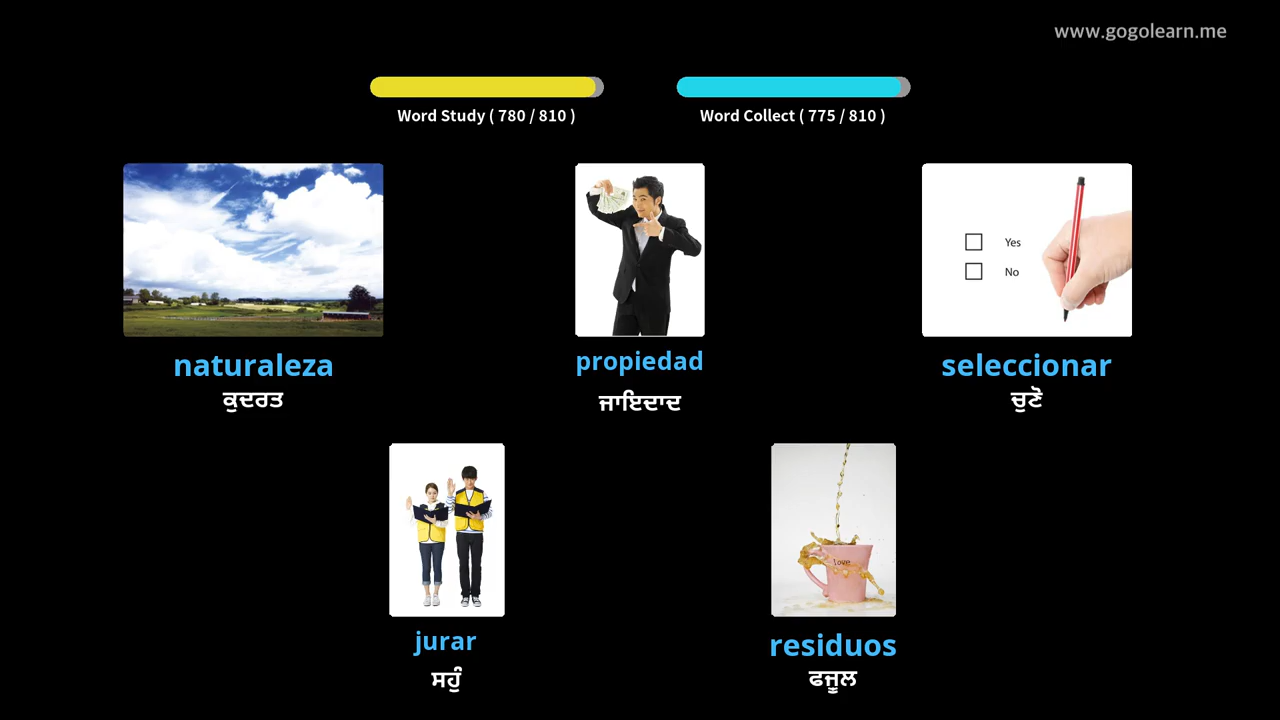 www.gogolearn.me
Word Study ( 780 / 810 )
Word Collect ( 775 / 810 )
Yes
No
naturaleza
ਕੁਦਰਤ
propiedad
ਜਾਇਦਾਦ
seleccionar
ਚੁਣੋ
love
jurar
ਸਹੁੰ
residuos
ਫਜ਼ੂਲ